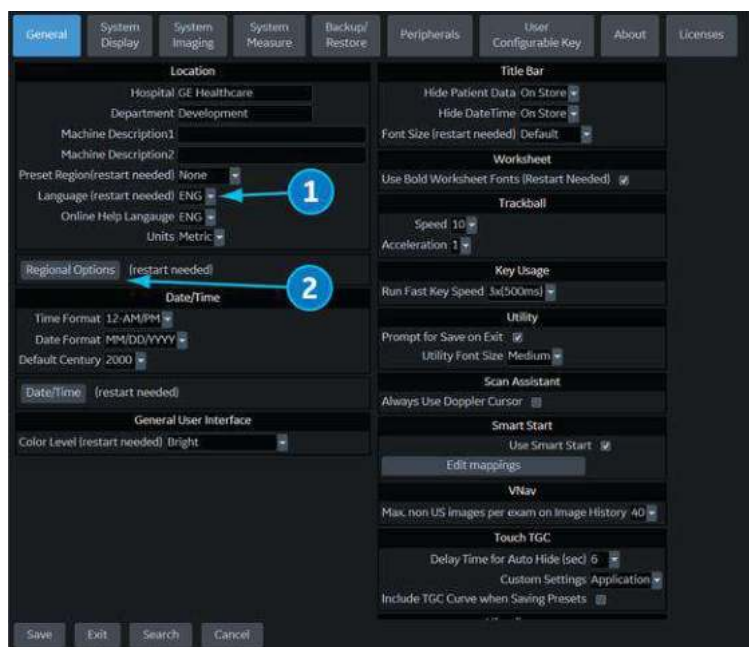 General
System Display
System Imaging
System Measure
Backup/ Restore
Peripherals
User Configurable Key
About
Licenses
Location
Hospital GE Healthcare
Department Development
Machine Description1
Machine Description2
Preset Region(restart needed) None
Language (restart needed) ENG
1
Online Help Langauge ENG
Units Metric
Regional Options (restart needed)
2
Date/Time
Time Format 12-AM/PM
Date Format MM/DD/YYYY
Default Century 2000
Date/Time (restart needed)
General User Interface
Color Level (restart needed) Bright
Title Bar
Hide Patient Data On Store
Hide DateTime On Store
Font Size (restart needed) Default
Worksheet
Use Bold Worksheet Fonts (Restart Needed)
Trackball
Speed 10
Acceleration 1
Key Usage
Run Fast Key Speed 3x(500ms)
Utility
Prompt for Save on Exit
Utility Font Size Medium
Scan Assistant
Always Use Doppler Cursor
Smart Start
Use Smart Start
Edit mappings
VNav
Max. non US images per exam on Image History 40
Touch TGC
Delay Time for Auto Hide (sec) 6
Custom Settings Application
Include TGC Curve when Saving Presets
Save
Exit
Search
Cancel